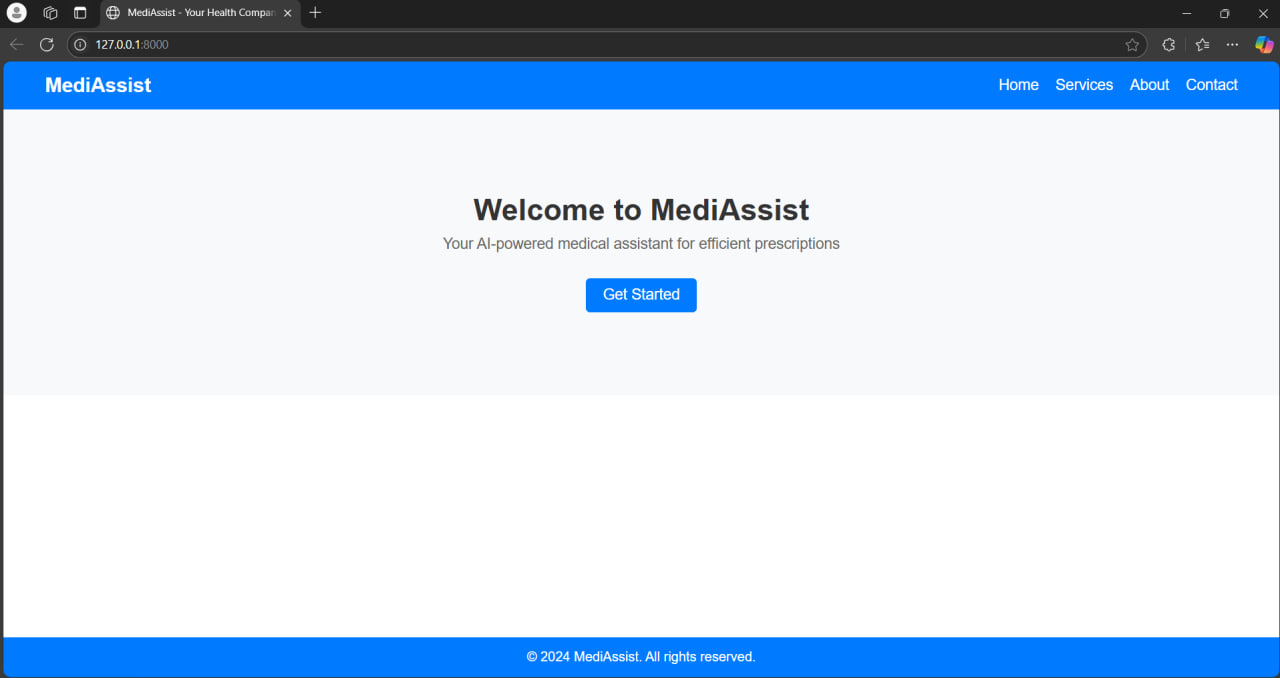 MediAssist - Your Health Compan
127.0.0.1:8000
MediAssist
Home Services About Contact
Welcome to MediAssist
Your AI-powered medical assistant for efficient prescriptions
Get Started
© 2024 MediAssist. All rights reserved.